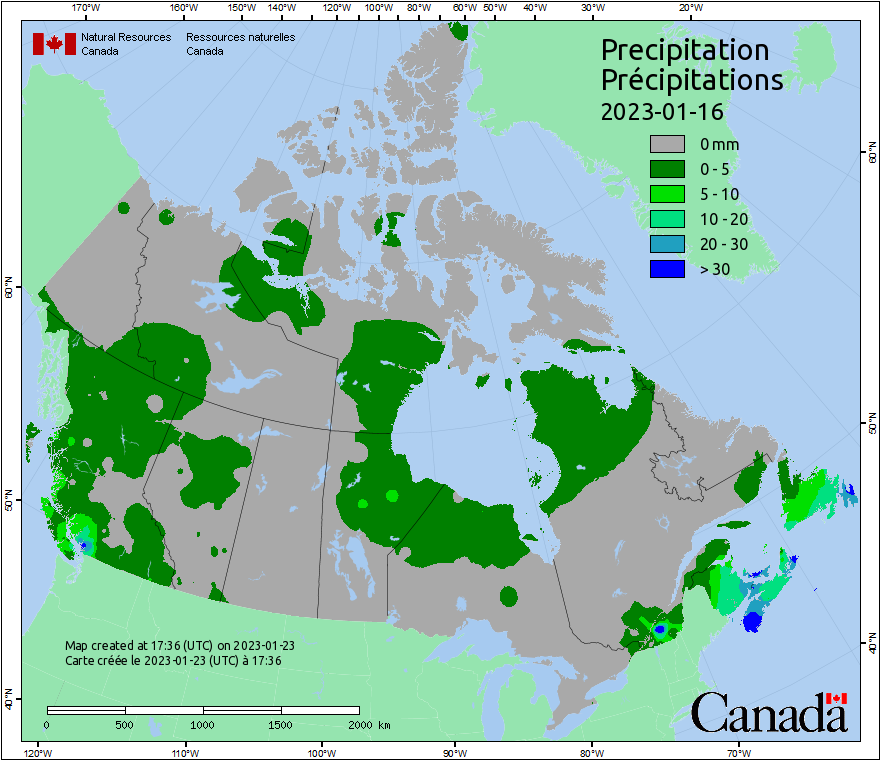 170°W 160°W 150°W 140°W 130°W 120°W 110°W 100°W 90°W 80°W 60°W 50°W 40°W 30°W 20°W
Natural Resources Ressources naturelles
Canada Canada
Precipitation
Précipitations
2023-01-16
0 mm
0 - 5
5 - 10
10 - 20
20 - 30
> 30
60°N
60°N
50°N
50°N
40°N
40°N
Map created at 17:36 (UTC) on 2023-01-23
Carte créée le 2023-01-23 (UTC) à 17:36
0 500 1000 1500 2000 km
Canada
120°W 110°W 100°W 90°W 80°W 70°W